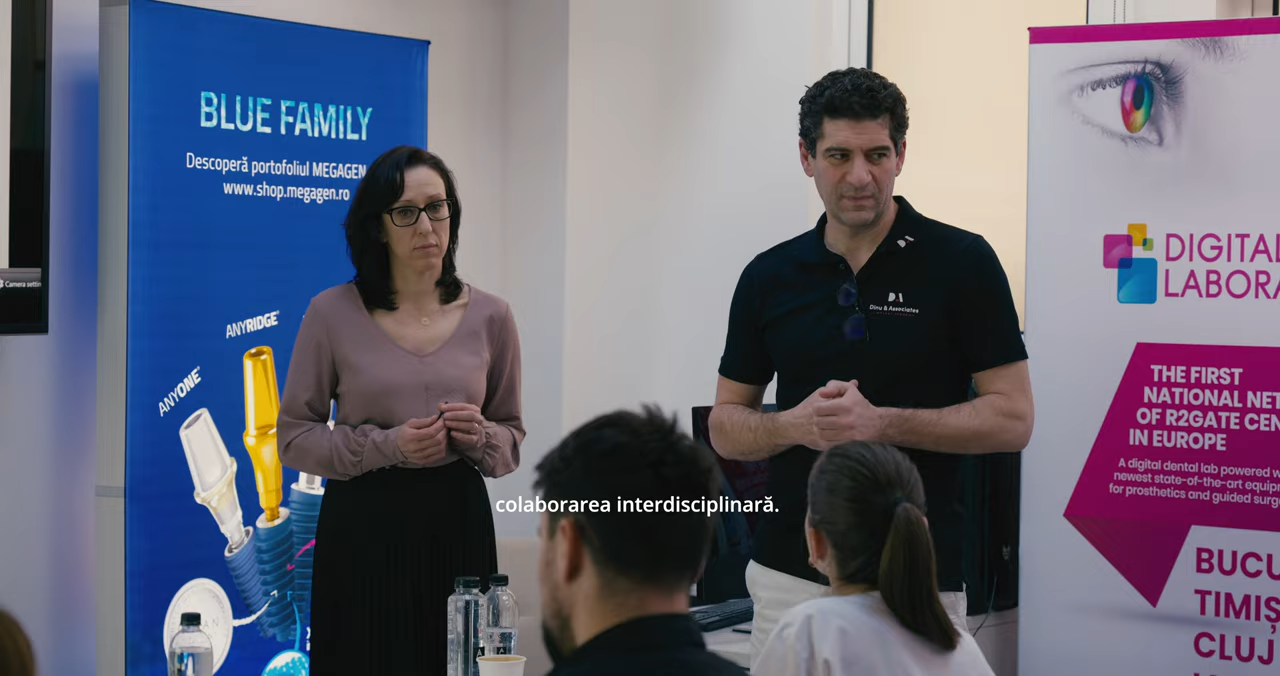 BLUE FAMILY
Descoperă portofoliul MEGAGEN
www.shop.megagen.ro
ANYRIDGE
ANYONE
Camera settin
Dinu & Associates
DIGITAL
LABORA
THE FIRST
NATIONAL NET
OF R2GATE CEN
IN EUROPE
A digital dental lab powered w
newest state-of-the-art equip
for prosthetics and guided surg
colaborarea interdisciplinară.
BUCU
TIMIȘ
CLUJ